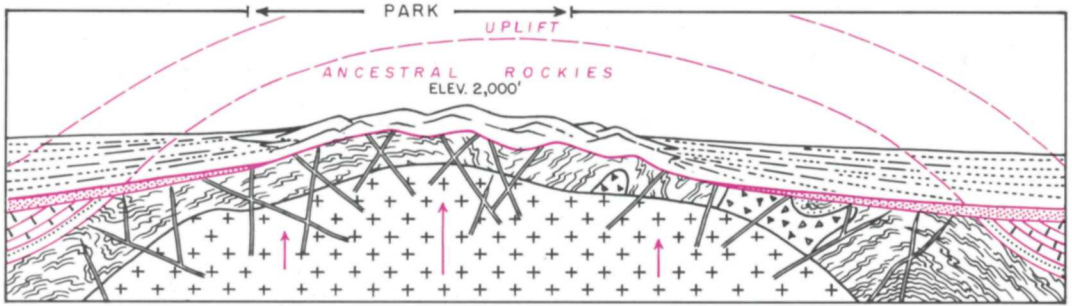 PARK
UPLIFT
ANCESTRAL ROCKIES
ELEV. 2,000'